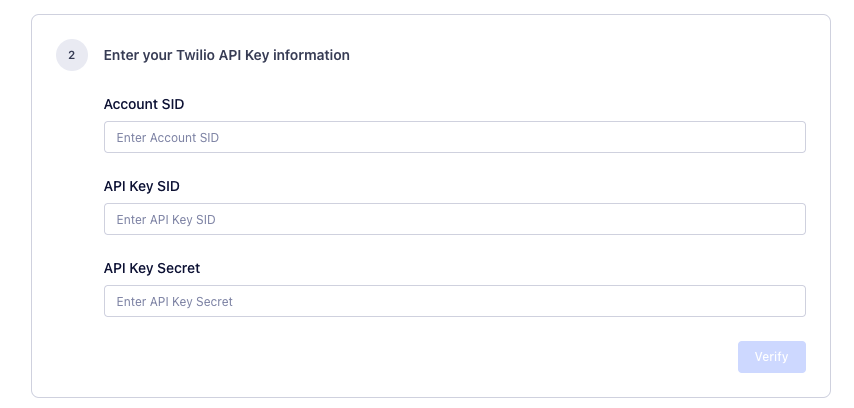 2
Enter your Twilio API Key information
Account SID
Enter Account SID
API Key SID
Enter API Key SID
API Key Secret
Enter API Key Secret
Verify